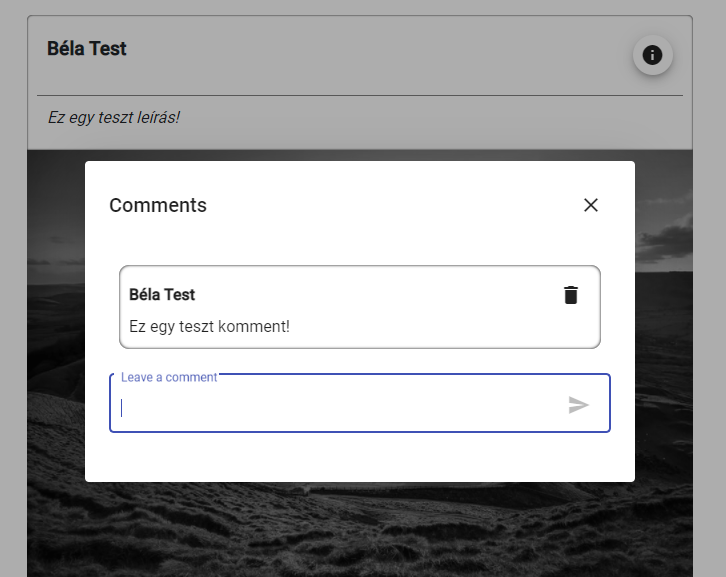 Béla Test
Ez egy teszt leírás!
Comments
Béla Test
Ez egy teszt komment!
Leave a comment